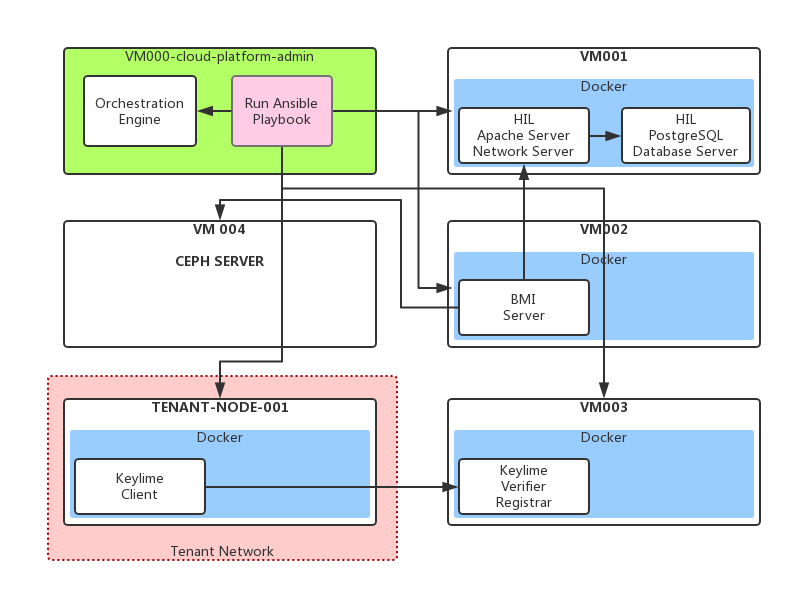 VM000-cloud-platform-admin
Orchestration
Engine
Run Ansible
Playbook
VM001
Docker
HIL
Apache Server
Network Server
HIL
PostgreSQL
Database Server
VM 004
CEPH SERVER
VM002
Docker
BMI
Server
TENANT-NODE-001
Docker
Keylime
Client
Tenant Network
VM003
Docker
Keylime
Verifier
Registrar